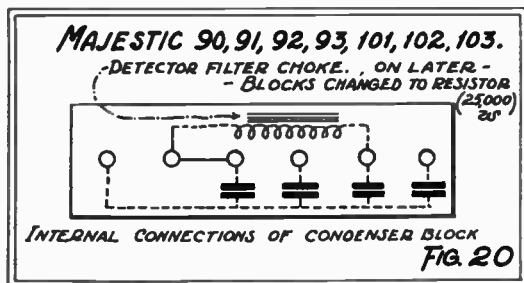 MAJESTIC 90, 91, 92, 93, 101, 102, 103.
DETECTOR FILTER CHOKE., ON LATER-
- BLOCKS CHANGED TO RESISTOR
(25,000)
INTERNAL CONNECTIONS OF CONDENSER BLOCK
FIG. 20